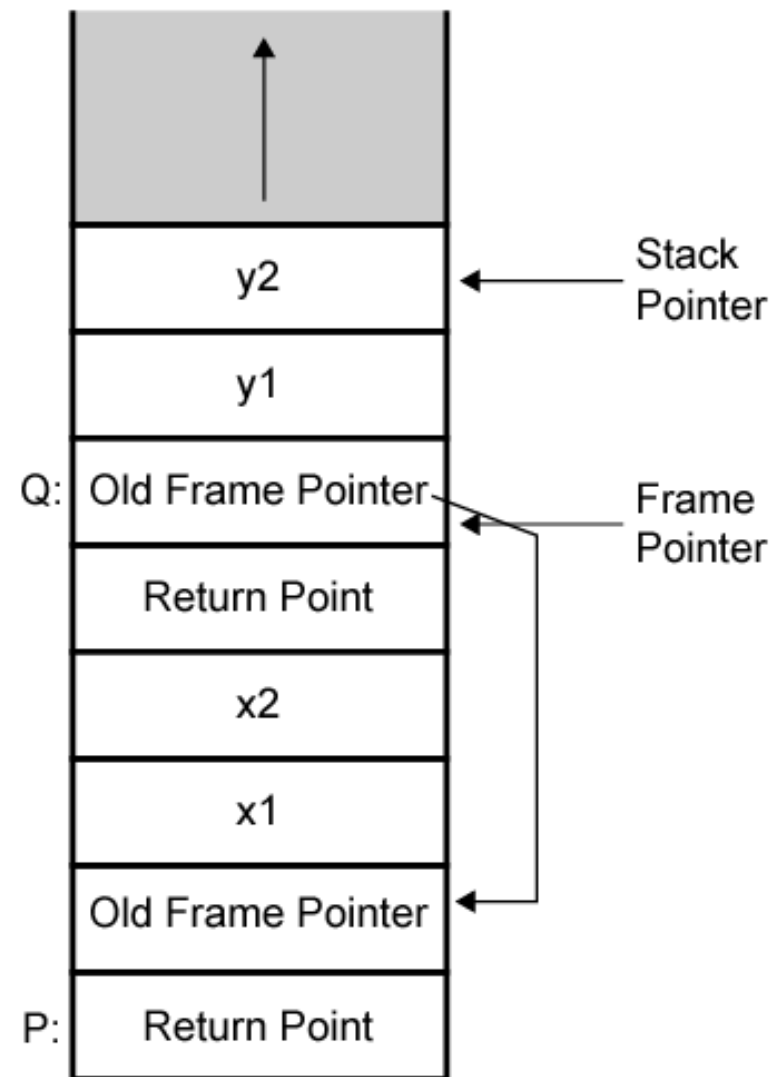 y2
Stack
Pointer
y1
Q: Old Frame Pointer
Frame
Pointer
Return Point
x2
x1
Old Frame Pointer
P: Return Point